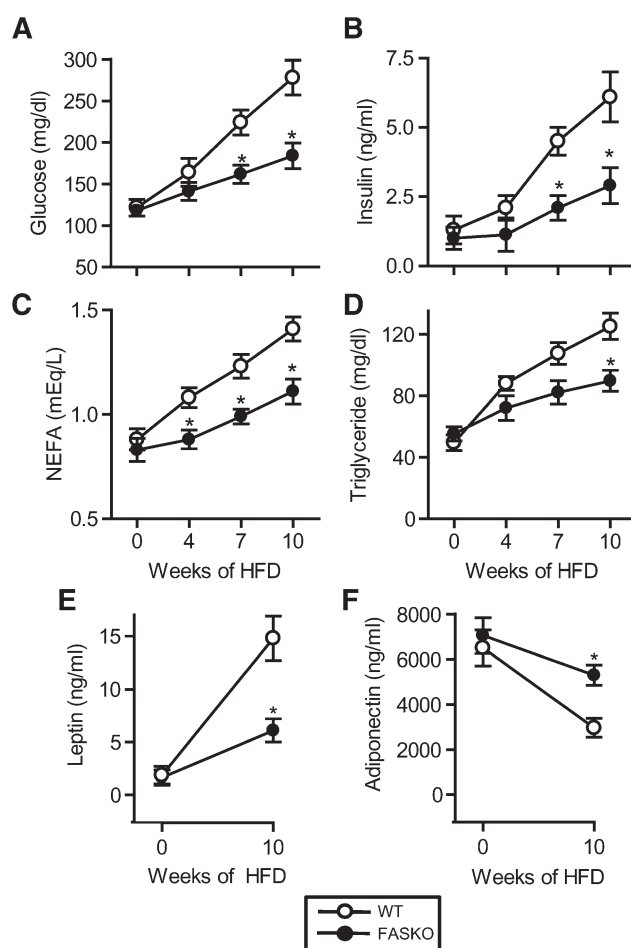 A
Glucose (mg/dl)
300
250
200
150
100
50
*
*
B
Insulin (ng/ml)
7.5
5.0
2.5
0.0
*
*
C
NEFA (mEq/L)
1.5
1.0
0.5
*
*
*
0 4 7 10
Weeks of HFD
D
Triglyceride (mg/dl)
120
80
40
0
*
0 4 7 10
Weeks of HFD
E
Leptin (ng/ml)
15
10
5
0
*
0 10
Weeks of HFD
F
Adiponectin (ng/ml)
8000
6000
4000
2000
0
*
0 10
Weeks of HFD
WT
FASKO